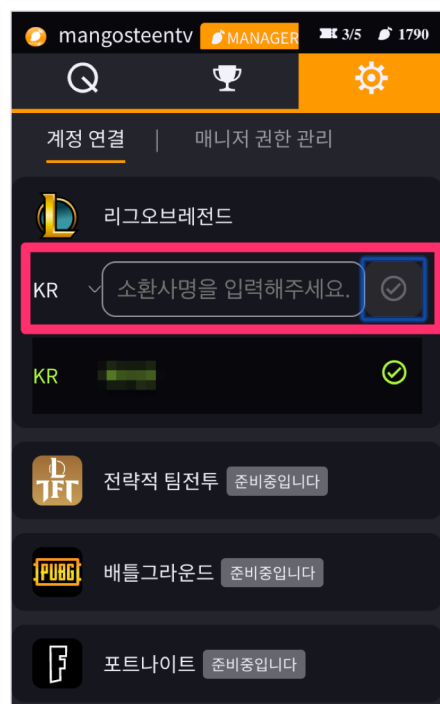 mangosteentv MANAGER 3/5 1790
계정 연결 | 매니저 권한 관리
L
리그오브레전드
KR 소환사명을 입력해주세요.
KR
L
TFT
전략적 팀전투 준비중입니다
PUBG
배틀그라운드 준비중입니다
F
포트나이트 준비중입니다